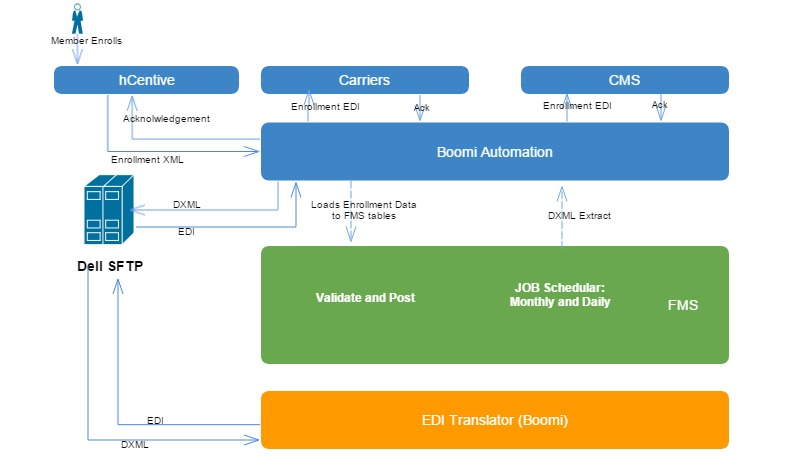 Member Enrolls
hCentive
Carriers
CMS
Enrollment EDI
Ack
Enrollment EDI
Ack
Acknolwledgement
Boomi Automation
Enrollment XML
DXML
EDI
Loads Enrollment Data
to FMS tables
DXML Extract
Dell SFTP
Validate and Post
JOB Schedular:
Monthly and Daily
FMS
EDI Translator (Boomi)
EDI
DXML